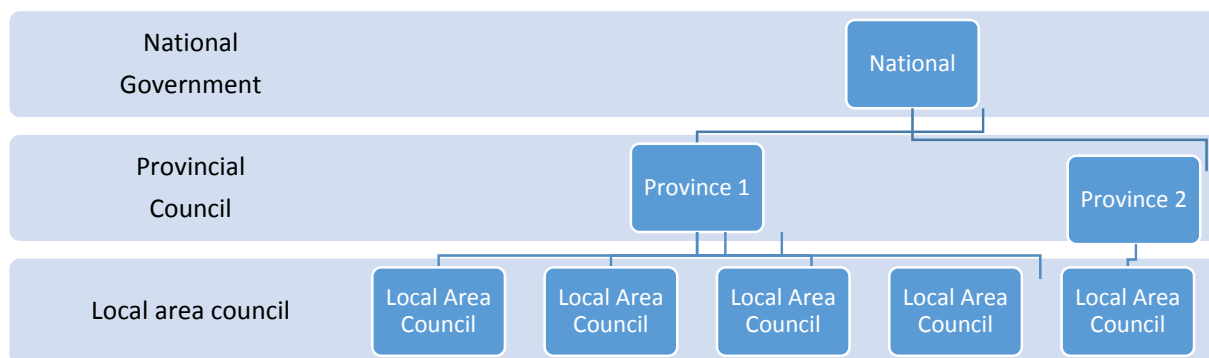 National
Government
National
Provincial
Council
Province 1
Province 2
Local area council
Local Area
Council
Local Area
Council
Local Area
Council
Local Area
Council
Local Area
Council